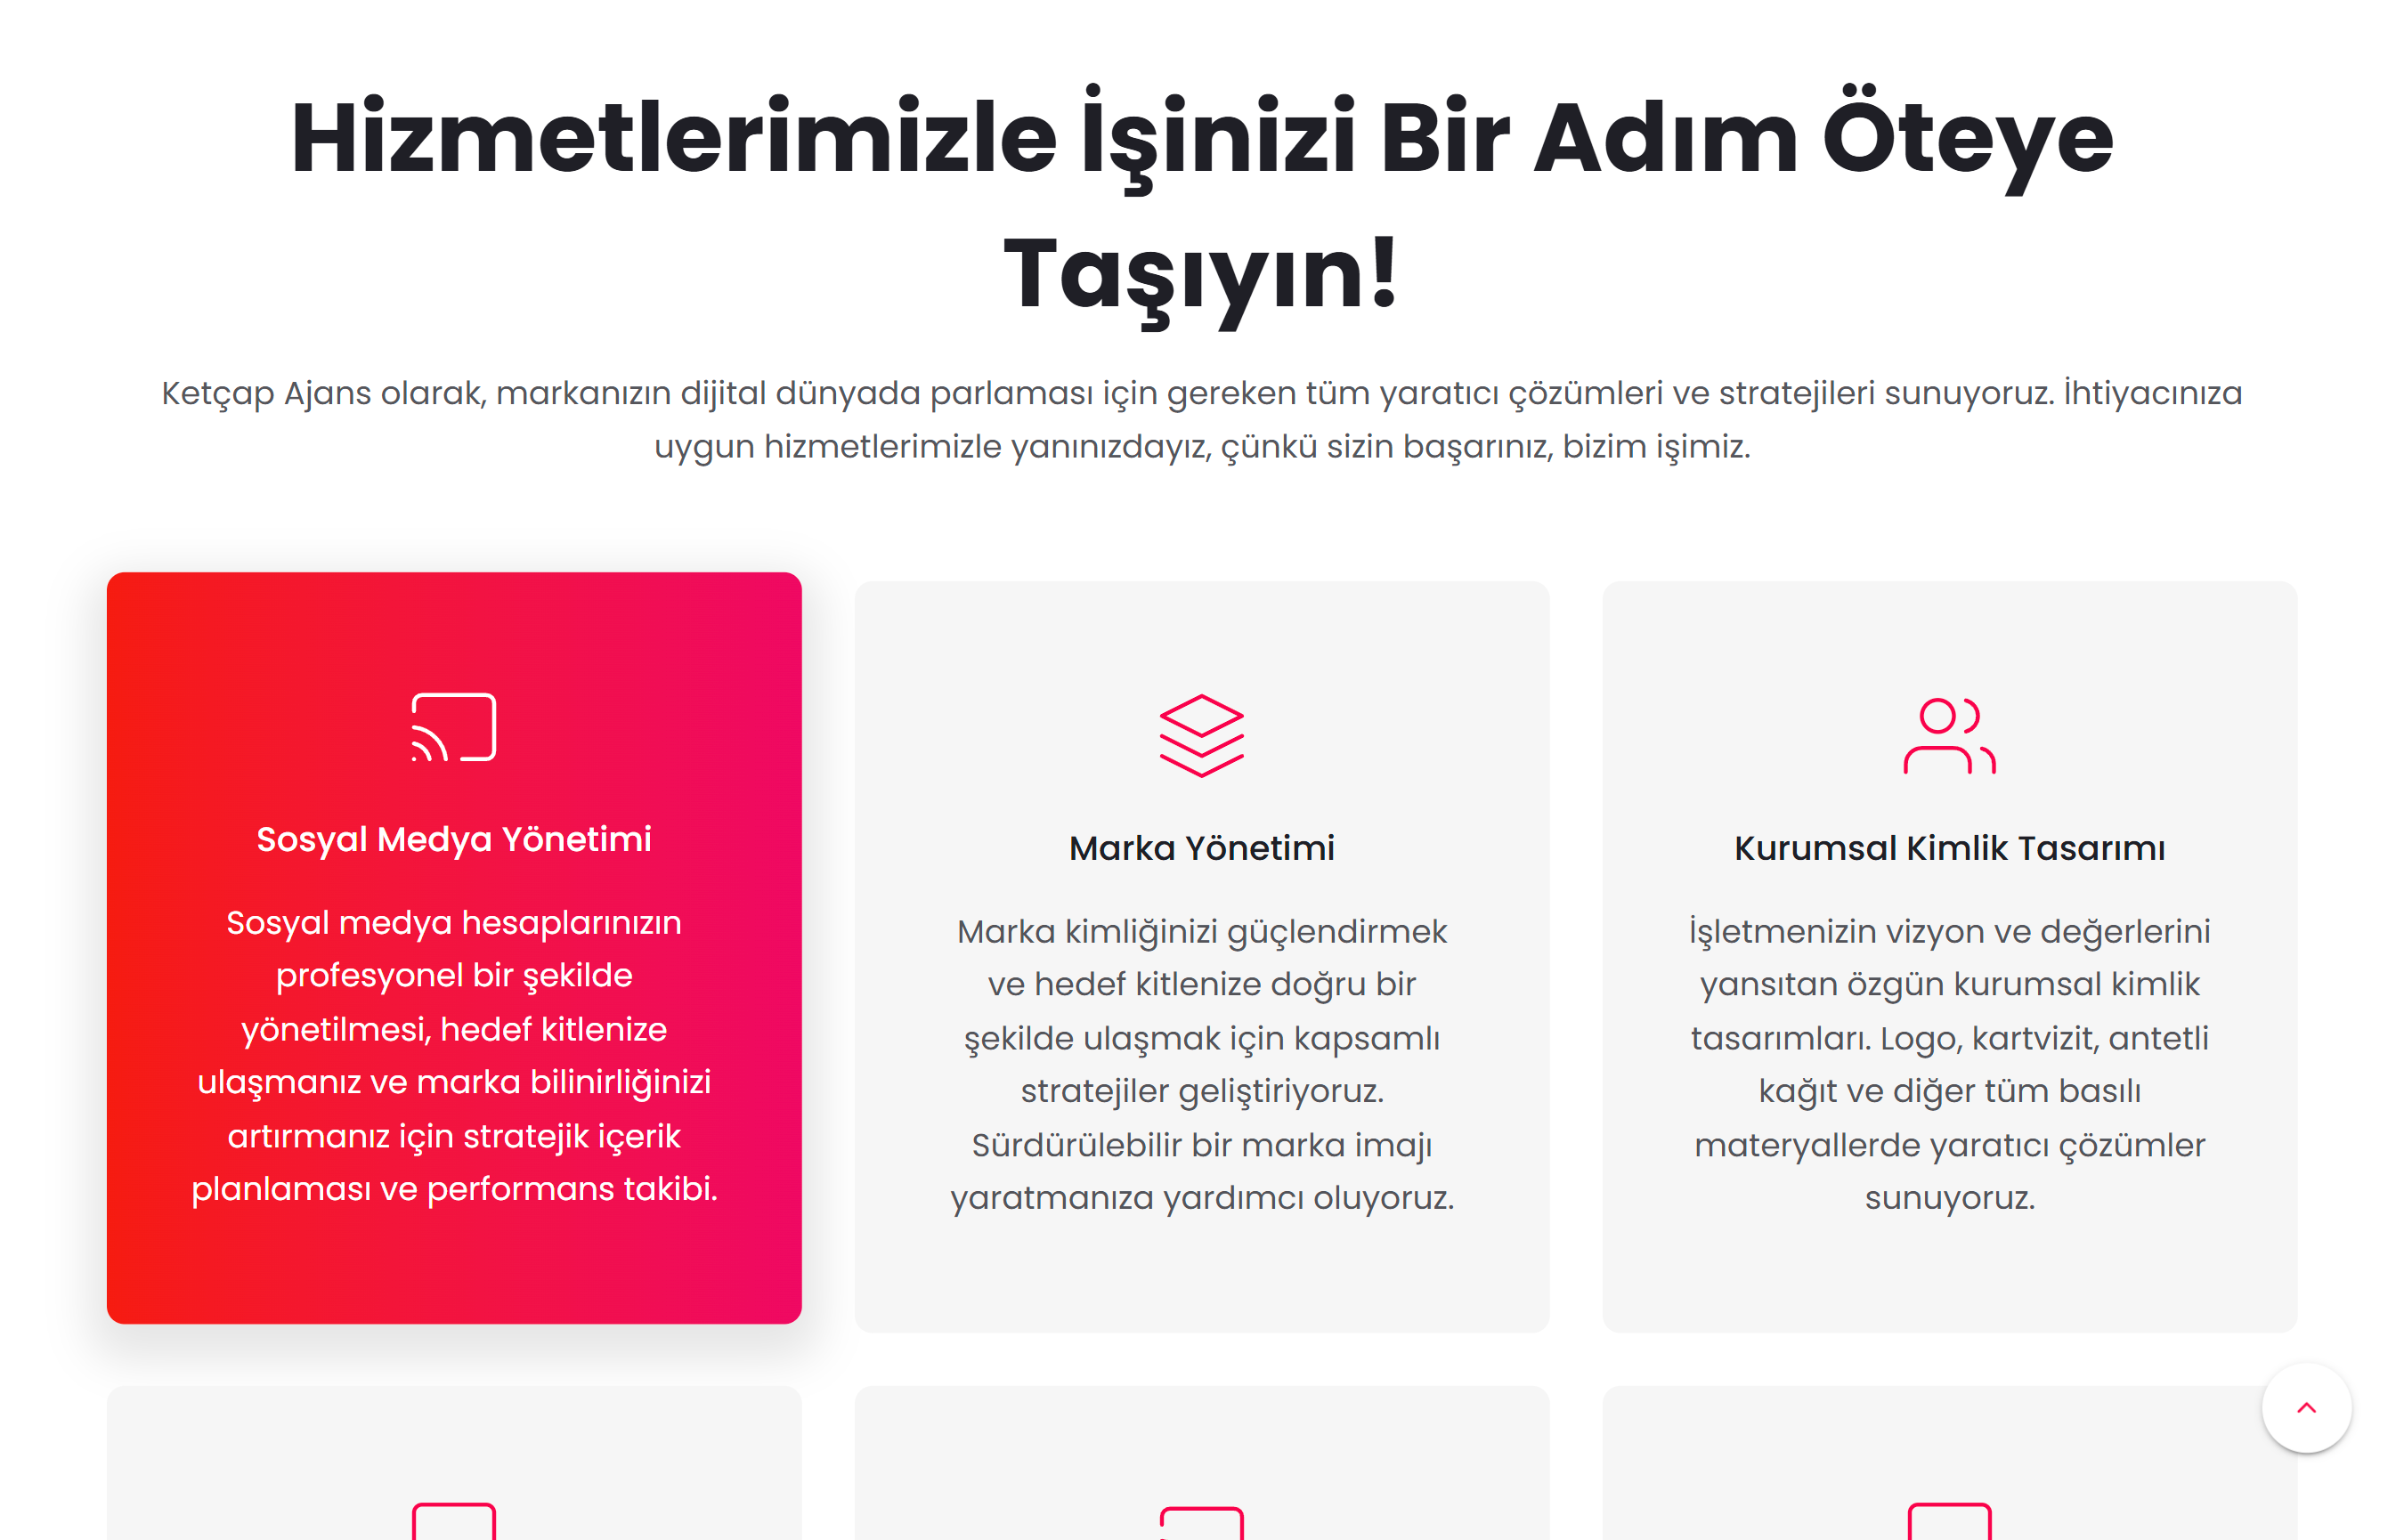 Hizmetlerimizle İşinizi Bir Adım Öteye
Taşıyın!
Ketçap Ajans olarak, markanızın dijital dünyada parlaması için gereken tüm yaratıcı çözümleri ve stratejileri sunuyoruz. İhtiyacınıza
uygun hizmetlerimizle yanınızdayız, çünkü sizin başarınız, bizim işimiz.
Sosyal Medya Yönetimi
Sosyal medya hesaplarınızın
profesyonel bir şekilde
yönetilmesi, hedef kitlenize
ulaşmanız ve marka bilinirliğinizi
artırmanız için stratejik içerik
planlaması ve performans takibi.
Marka Yönetimi
Marka kimliğinizi güçlendirmek
ve hedef kitlenize doğru bir
şekilde ulaşmak için kapsamlı
stratejiler geliştiriyoruz.
Sürdürülebilir bir marka imajı
yaratmanıza yardımcı oluyoruz.
Kurumsal Kimlik Tasarımı
İşletmenizin vizyon ve değerlerini
yansıtan özgün kurumsal kimlik
tasarımları. Logo, kartvizit, antetli
kağıt ve diğer tüm basılı
materyallerde yaratıcı çözümler
sunuyoruz.